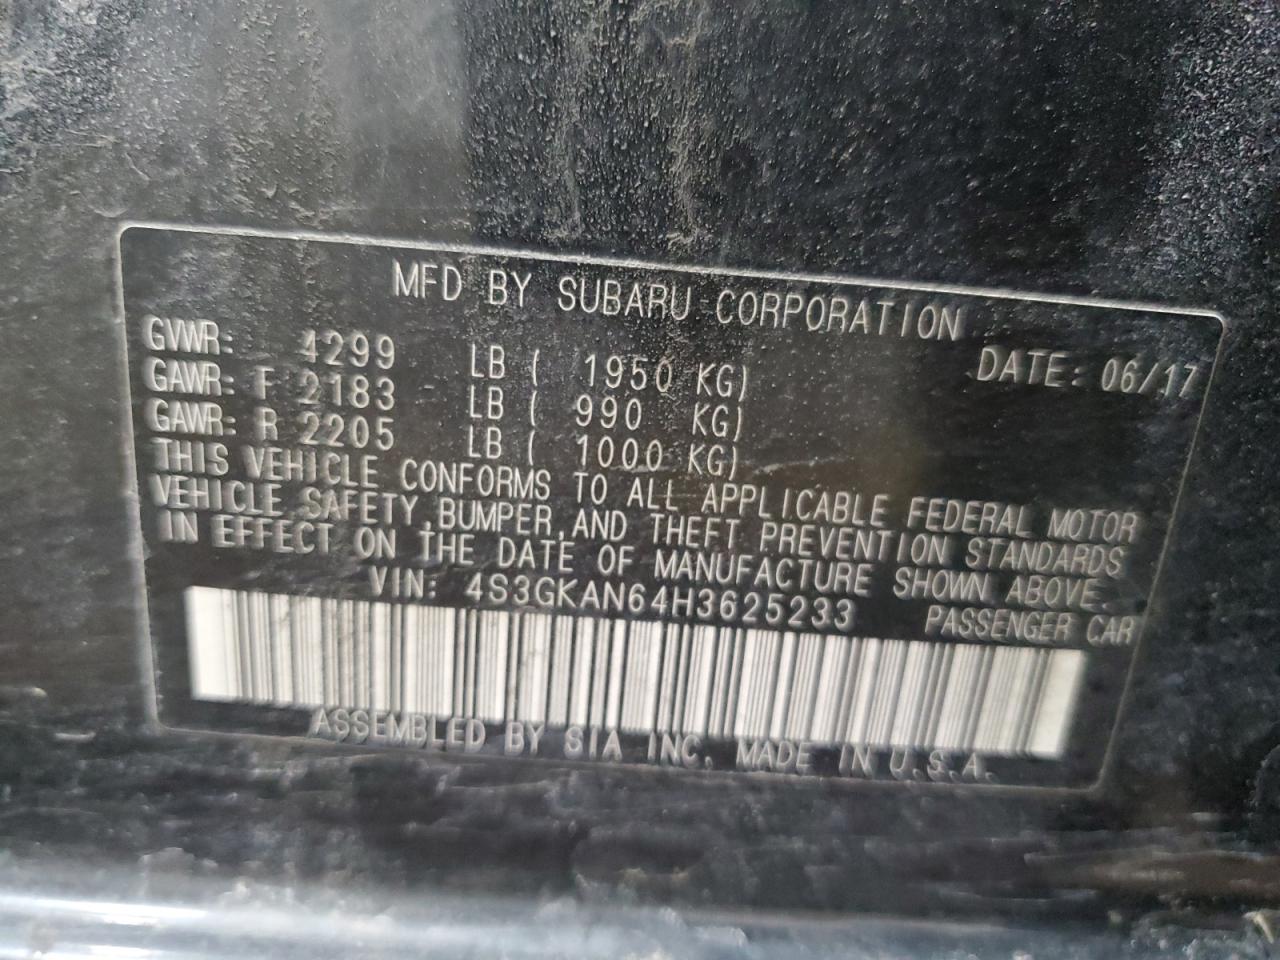 MFD BY SUBARU CORPORATION
GVWR: 4299 LB ( 1950 KG) DATE: 06/17
GAWR: F 2183 LB ( 990 KG)
GAWR: R 2205 LB ( 1000 KG)
THIS VEHICLE CONFORMS TO ALL APPLICABLE FEDERAL MOTOR
VEHICLE SAFETY, BUMPER, AND THEFT PREVENTION STANDARDS
IN EFFECT ON THE DATE OF MANUFACTURE SHOWN ABOVE.
VIN: 4S3GKAN64H3625233 PASSENGER CAR
ASSEMBLED BY SIA INC. MADE IN U.S.A.